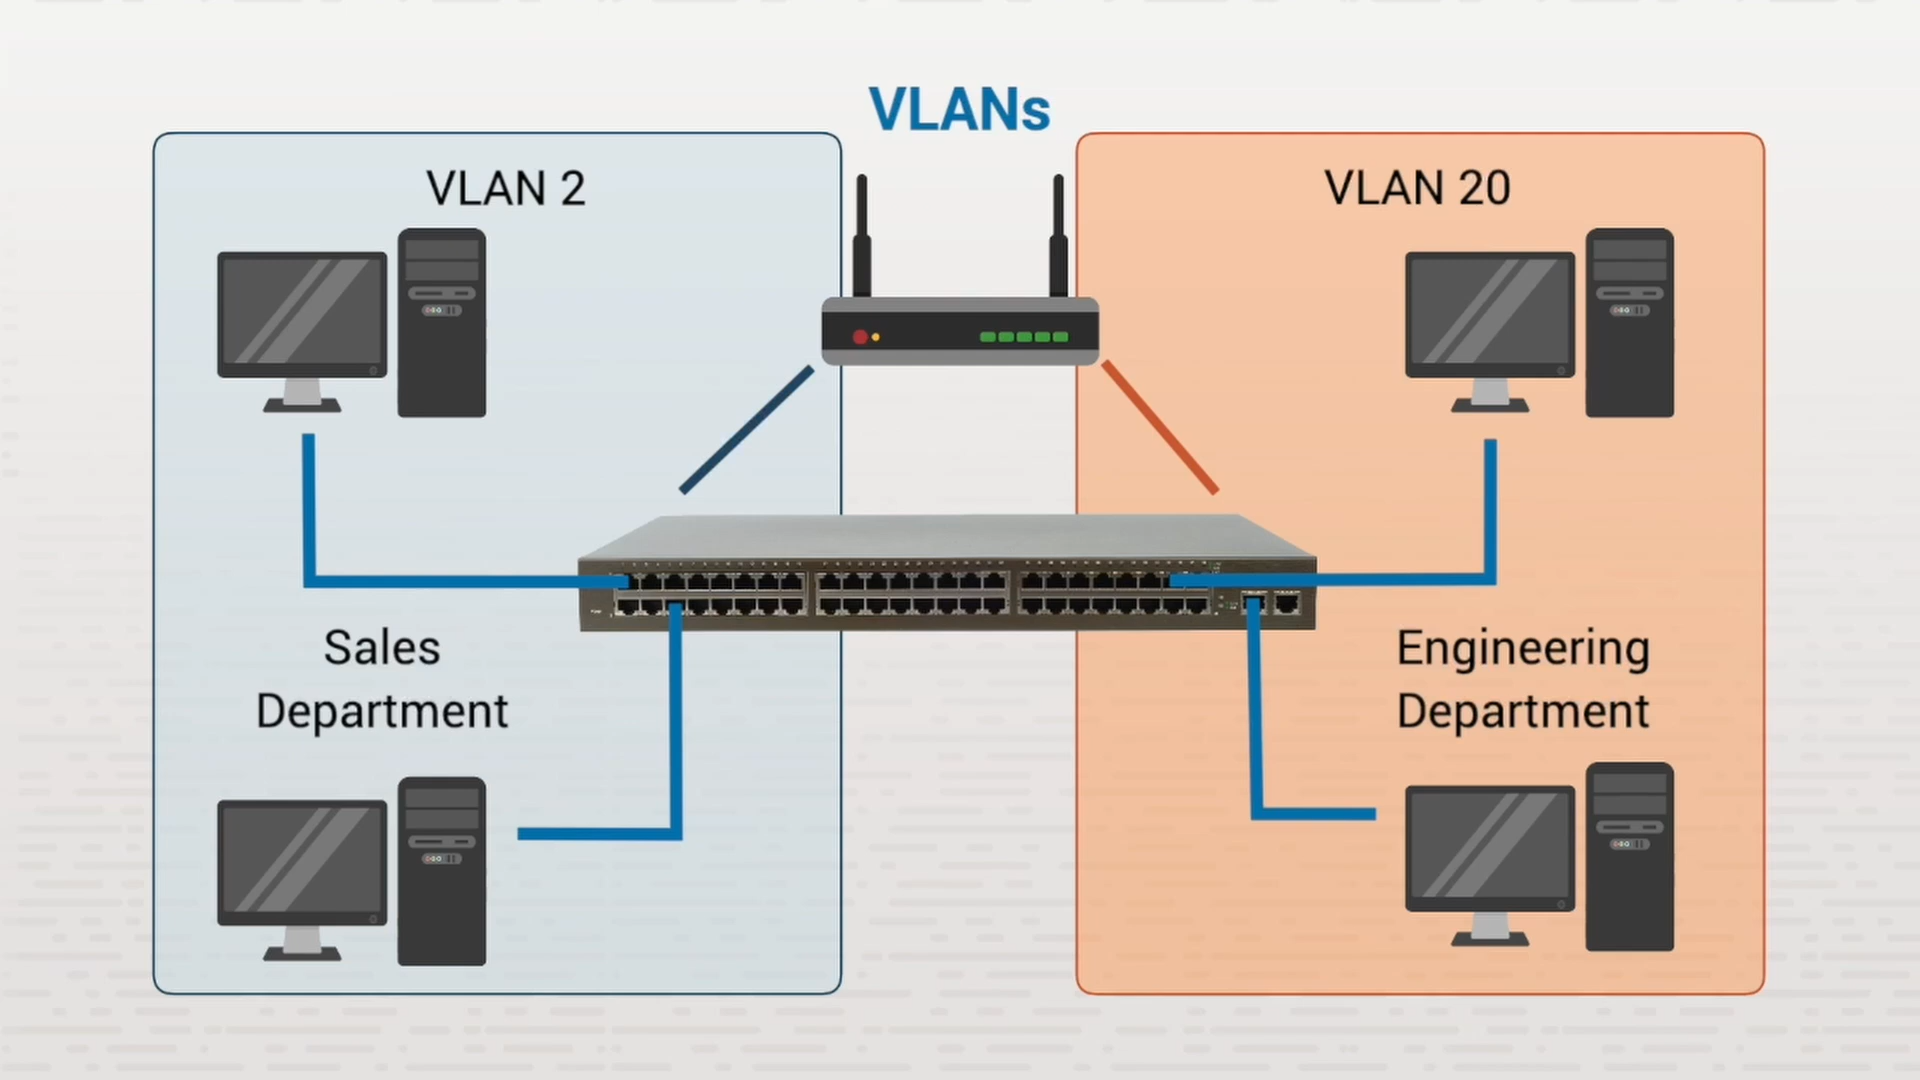 VLANs
VLAN 2
VLAN 20
Sales
Department
Engineering
Department